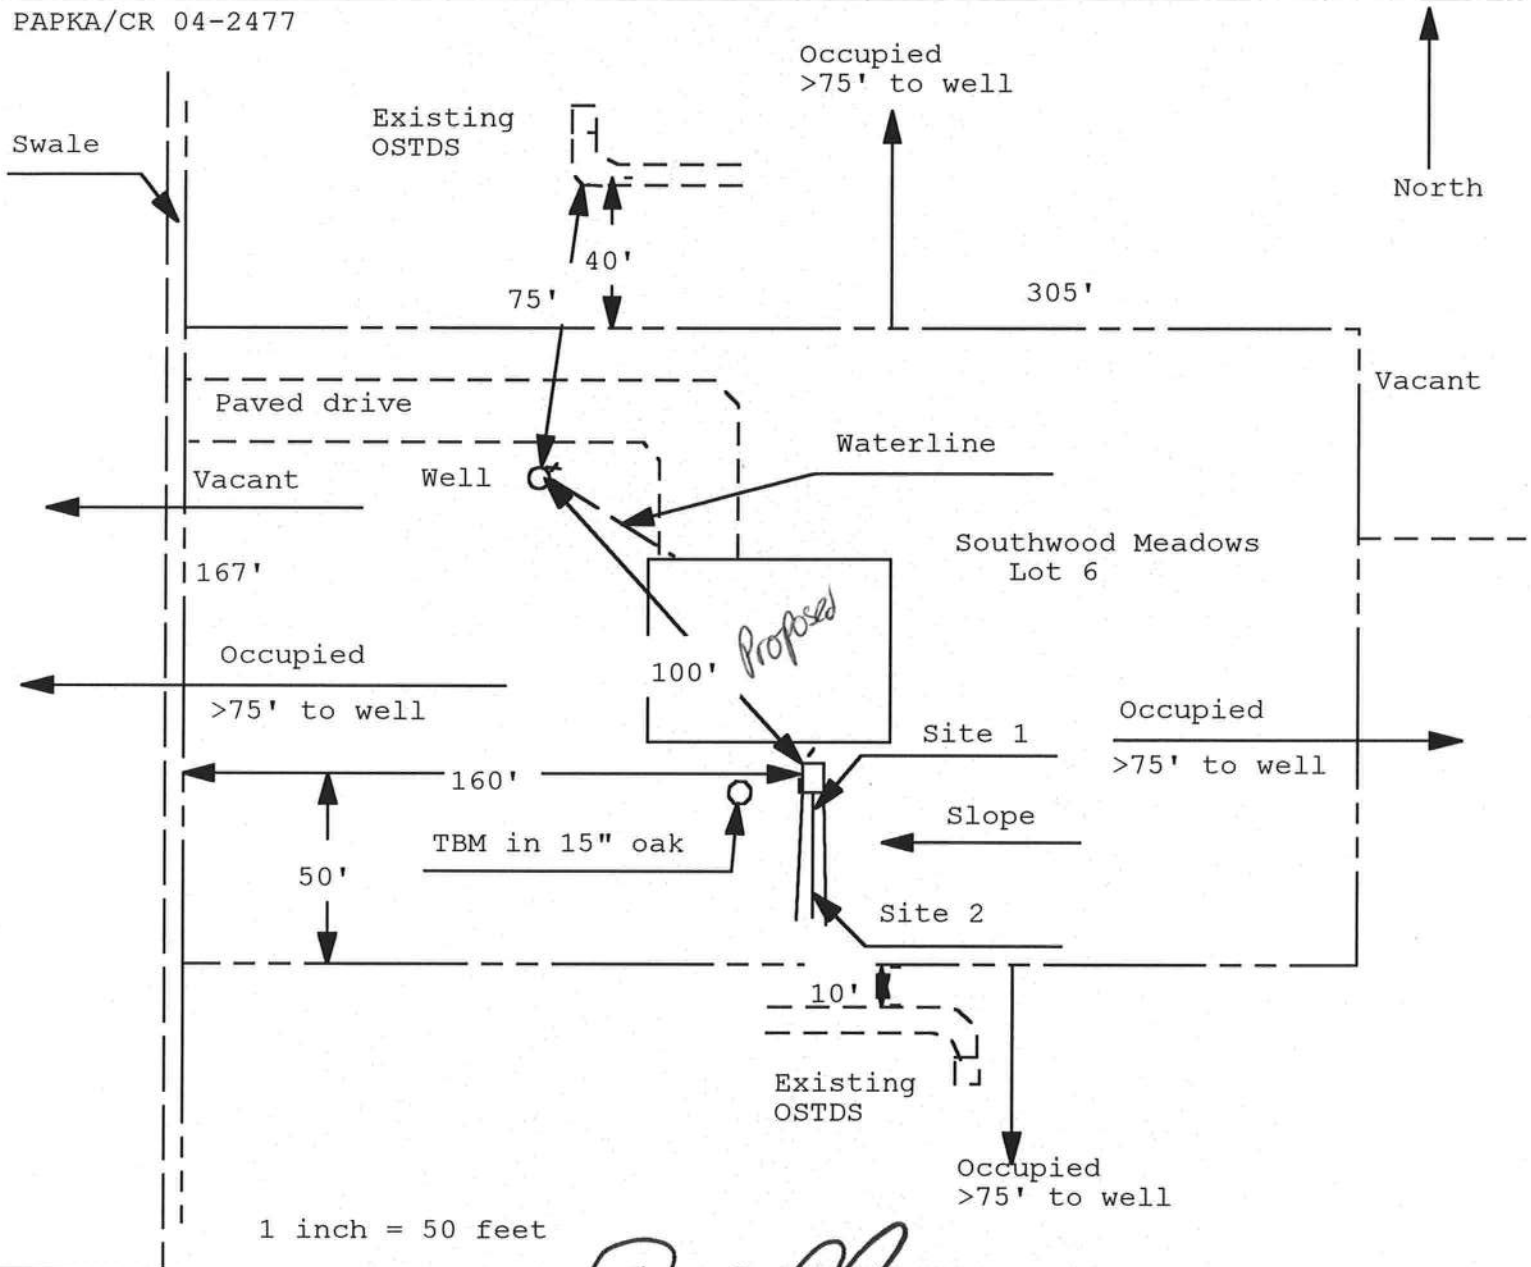 PAPKA/CR 04-2477
Occupied
>75' to well
Existing
OSTDS
Swale
North
40'
75'
305'
Vacant
Paved drive
Waterline
Vacant
Well
Southwood Meadows
Lot 6
167'
Proposed
Occupied
100'
>75' to well
Site 1
Occupied
>75' to well
160'
Slope
TBM in 15" oak
50'
Site 2
10'
Existing
OSTDS
Occupied
>75' to well
1 inch = 50 feet